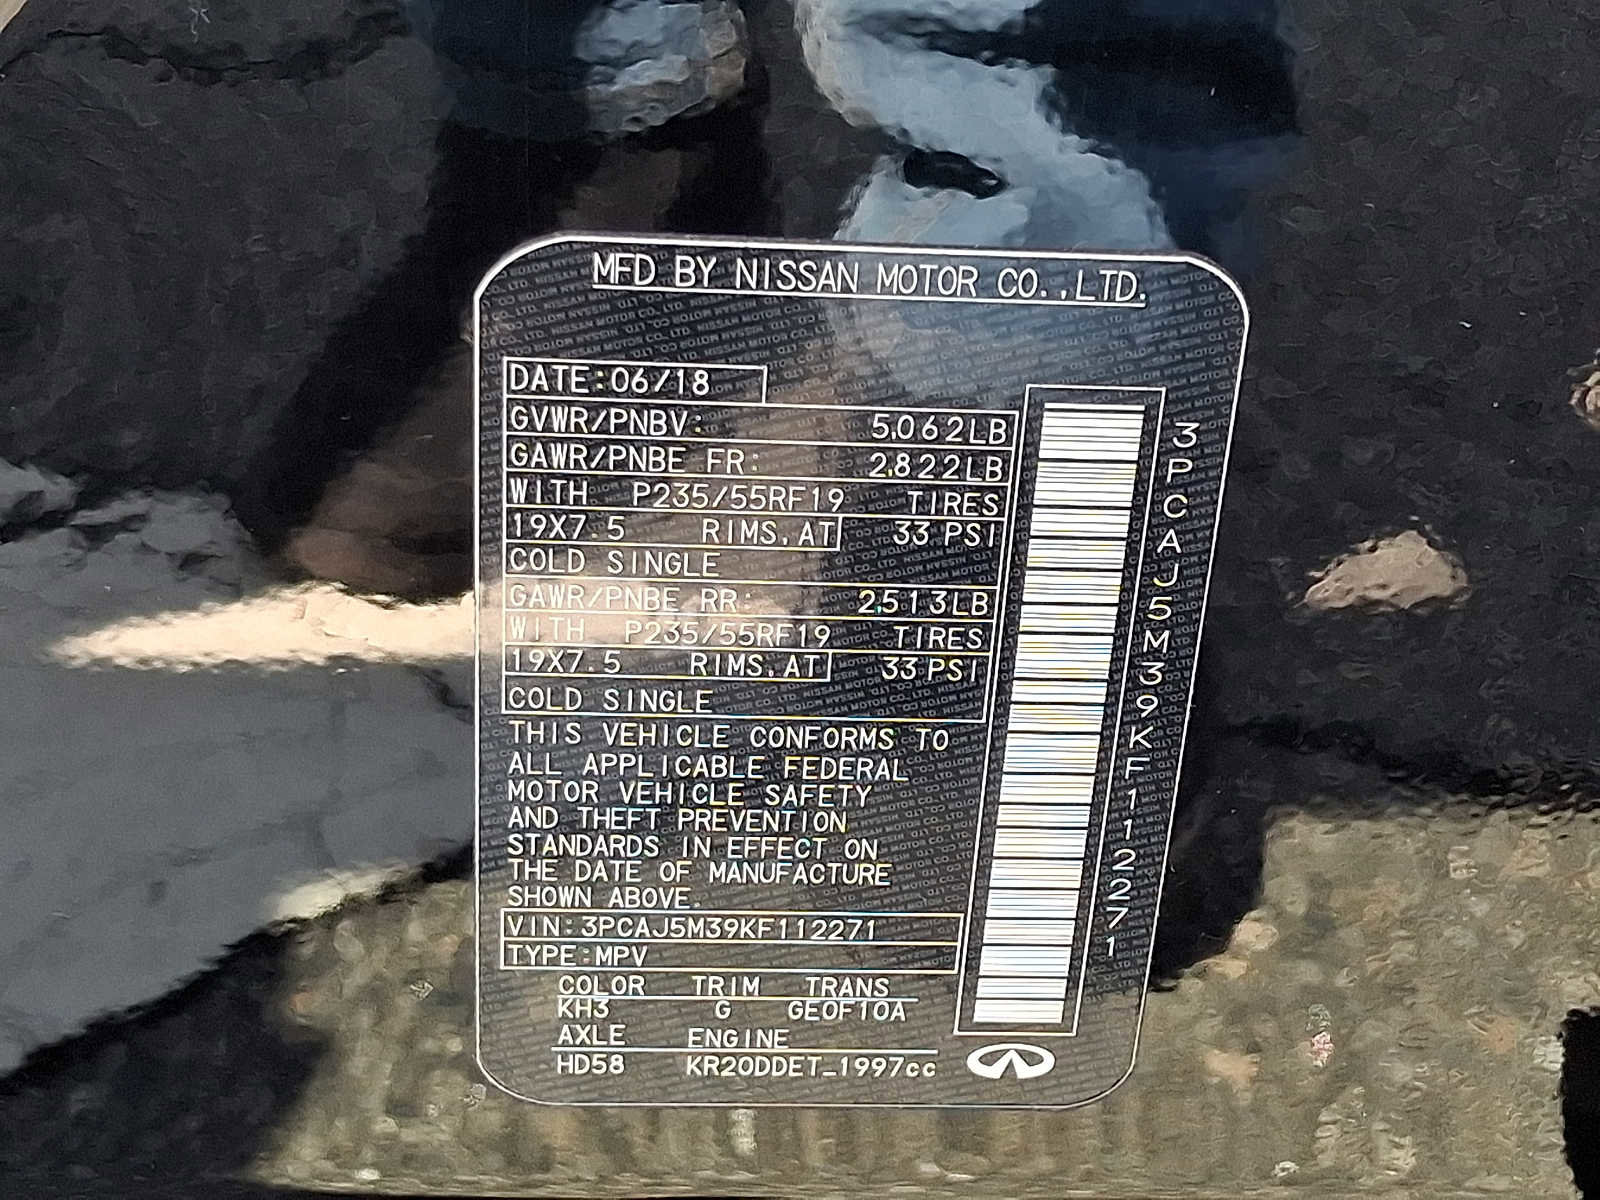 MFD BY NISSAN MOTOR CO.,LTD.
DATE:06/18
GVWR/PNBV: 5,062LB
GAWR/PNBE FR: 2,822LB
WITH P235/55RF19 TIRES
19X7.5 RIMS,AT 33 PSI
COLD SINGLE
GAWR/PNBE RR: 2,513LB
WITH P235/55RF19 TIRES
19X7.5 RIMS,AT 33 PSI
COLD SINGLE
THIS VEHICLE CONFORMS TO
ALL APPLICABLE FEDERAL
MOTOR VEHICLE SAFETY
AND THEFT PREVENTION
STANDARDS IN EFFECT ON
THE DATE OF MANUFACTURE
SHOWN ABOVE.
VIN:3PCAJ5M39KF112271
TYPE:MPV
COLOR TRIM TRANS
KH3 G GE0F10A
AXLE ENGINE
HD58 KR20DDET_1997cc
3PCAJ5M39KF112271